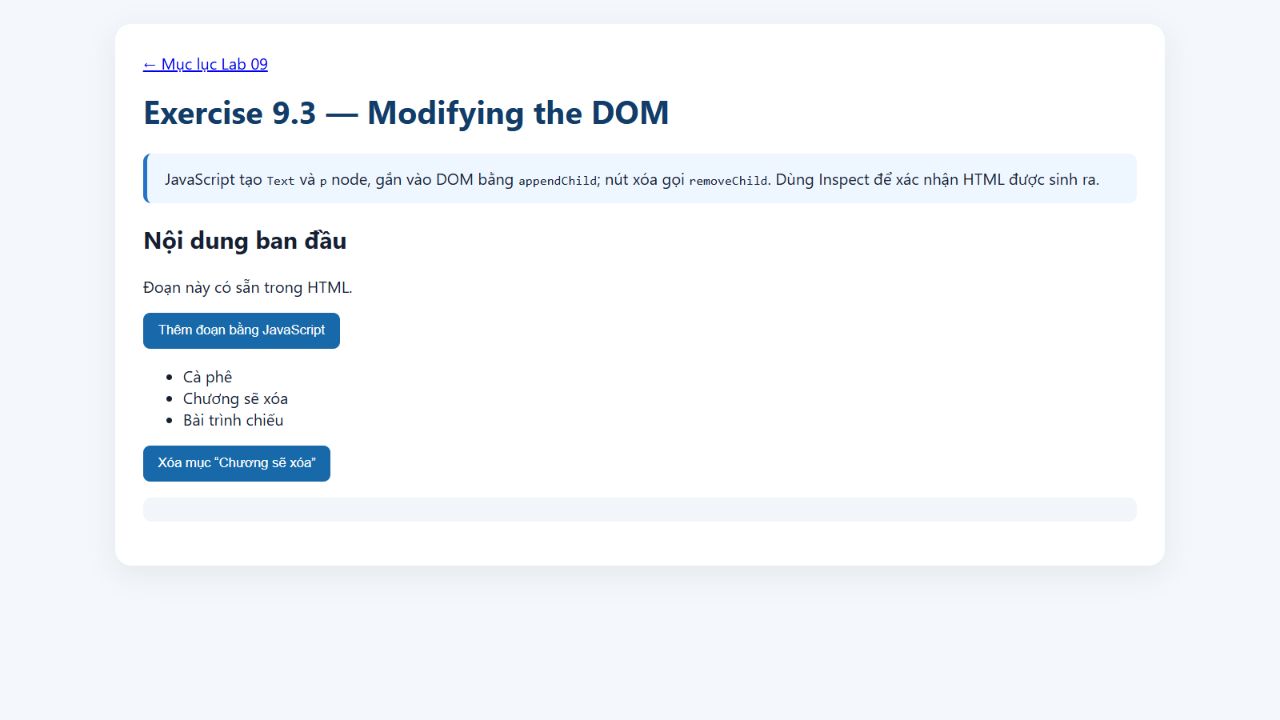 ← Mục lục Lab 09
Exercise 9.3 — Modifying the DOM
JavaScript tạo Text và p node, gắn vào DOM bằng appendChild; nút xóa gọi removeChild. Dùng Inspect để xác nhận HTML được sinh ra.
Nội dung ban đầu
Đoạn này có sẵn trong HTML.
Thêm đoạn bằng JavaScript
• Cà phê
• Chương sẽ xóa
• Bài trình chiếu
Xóa mục “Chương sẽ xóa”